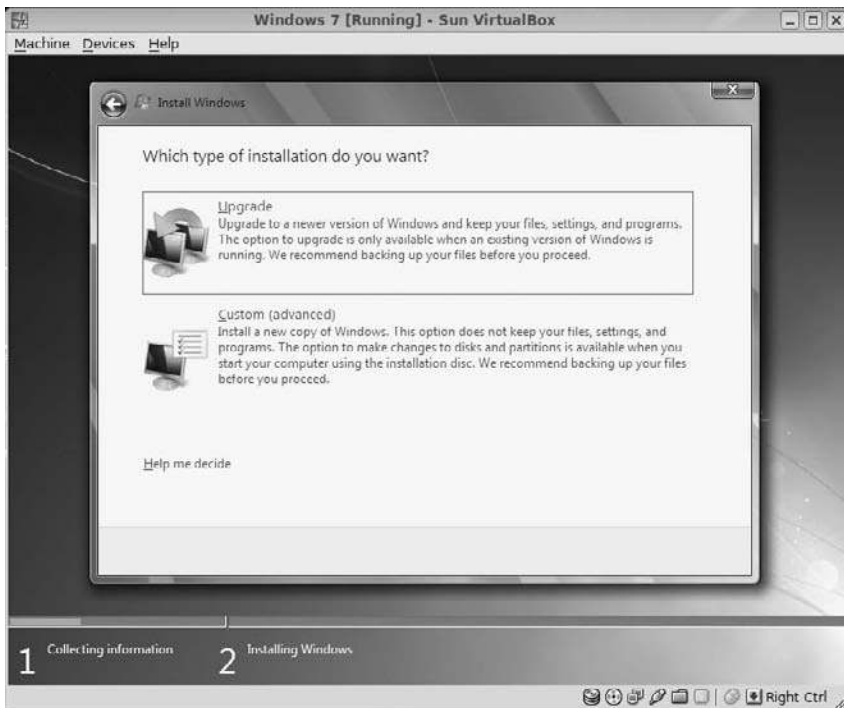 Windows 7 [Running] - Sun VirtualBox
Machine Devices Help
Install Windows
Which type of installation do you want?
Upgrade
Upgrade to a newer version of Windows and keep your files, settings, and programs.
The option to upgrade is only available when an existing version of Windows is
running. We recommend backing up your files before you proceed.
Custom (advanced)
Install a new copy of Windows. This option does not keep your files, settings, and
programs. The option to make changes to disks and partitions is available when you
start your computer using the installation disc. We recommend backing up your files
before you proceed.
Help me decide
1 Collecting information 2 Installing Windows
Right Ctrl